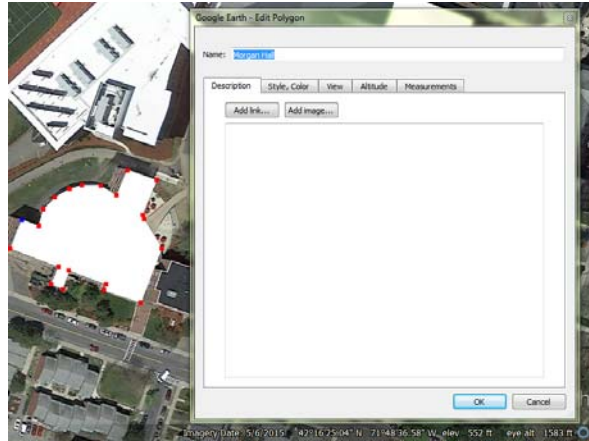 Google Earth - Edit Polygon
Name: Morgan Hall
Description Style, Color View Altitude Measurements
Add link... Add image...
OK Cancel
Imagery Date: 5/6/2015 42°16'25.04" N 71°48'36.58" W elev 552 ft eye alt 1583 ft